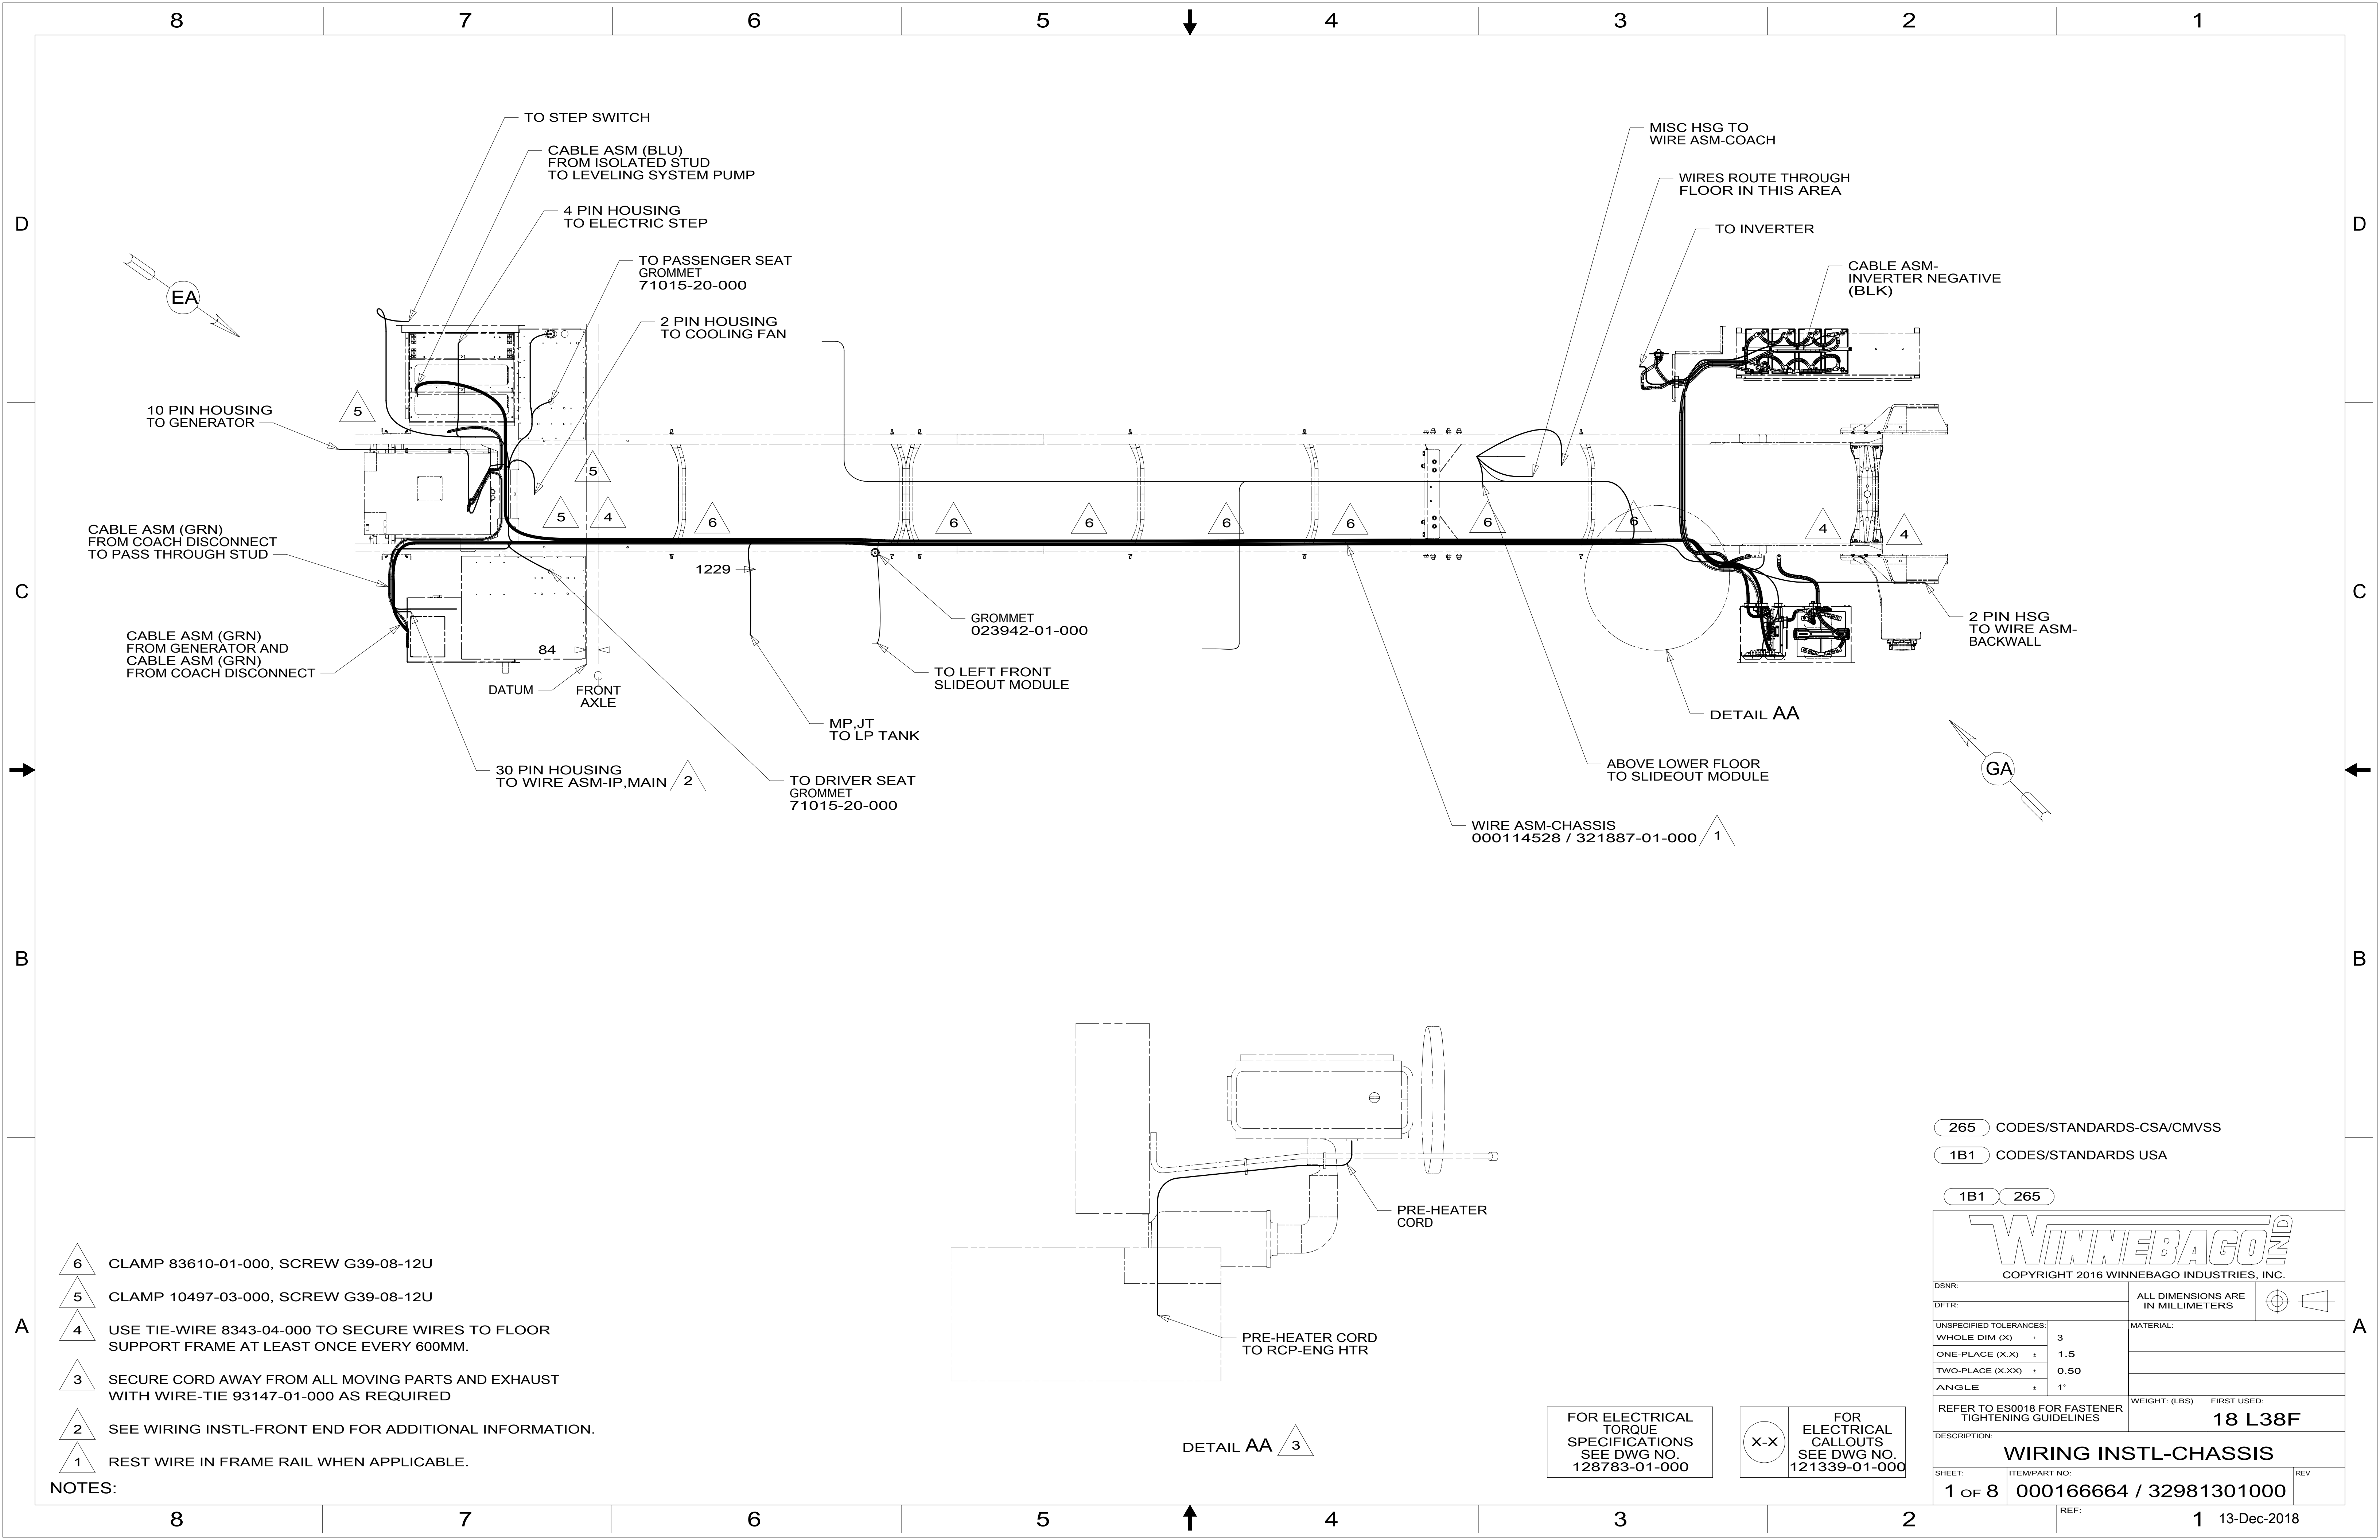 8 7 6 5 4 3 2 1
D
D
C
C
B
B
A
A
TO STEP SWITCH
CABLE ASM (BLU)
FROM ISOLATED STUD
TO LEVELING SYSTEM PUMP
4 PIN HOUSING
TO ELECTRIC STEP
TO PASSENGER SEAT
GROMMET
71015-20-000
2 PIN HOUSING
TO COOLING FAN
EA
10 PIN HOUSING
TO GENERATOR
5
MISC HSG TO
WIRE ASM-COACH
WIRES ROUTE THROUGH
FLOOR IN THIS AREA
TO INVERTER
CABLE ASM-
INVERTER NEGATIVE
(BLK)
5
5
4
6
6
6
6
6
6
6
4
4
CABLE ASM (GRN)
FROM COACH DISCONNECT
TO PASS THROUGH STUD
CABLE ASM (GRN)
FROM GENERATOR AND
CABLE ASM (GRN)
FROM COACH DISCONNECT
1229
84
DATUM
FRONT
AXLE
GROMMET
023942-01-000
TO LEFT FRONT
SLIDEOUT MODULE
MP,JT
TO LP TANK
30 PIN HOUSING
TO WIRE ASM-IP,MAIN
2
TO DRIVER SEAT
GROMMET
71015-20-000
2 PIN HSG
TO WIRE ASM-
BACKWALL
DETAIL AA
ABOVE LOWER FLOOR
TO SLIDEOUT MODULE
GA
WIRE ASM-CHASSIS
000114528 / 321887-01-000
1
PRE-HEATER
CORD
PRE-HEATER CORD
TO RCP-ENG HTR
DETAIL AA
3
6 CLAMP 83610-01-000, SCREW G39-08-12U
5 CLAMP 10497-03-000, SCREW G39-08-12U
4 USE TIE-WIRE 8343-04-000 TO SECURE WIRES TO FLOOR
SUPPORT FRAME AT LEAST ONCE EVERY 600MM.
3 SECURE CORD AWAY FROM ALL MOVING PARTS AND EXHAUST
WITH WIRE-TIE 93147-01-000 AS REQUIRED
2 SEE WIRING INSTL-FRONT END FOR ADDITIONAL INFORMATION.
1 REST WIRE IN FRAME RAIL WHEN APPLICABLE.
NOTES:
FOR ELECTRICAL
TORQUE
SPECIFICATIONS
SEE DWG NO.
128783-01-000
X-X
FOR
ELECTRICAL
CALLOUTS
SEE DWG NO.
121339-01-000
265 CODES/STANDARDS-CSA/CMVSS
1B1 CODES/STANDARDS USA
1B1 265
WINNEBAGO IND
COPYRIGHT 2016 WINNEBAGO INDUSTRIES, INC.
DSNR:
DFTR:
ALL DIMENSIONS ARE
IN MILLIMETERS
UNSPECIFIED TOLERANCES:
WHOLE DIM (X) ± 3
ONE-PLACE (X.X) ± 1.5
TWO-PLACE (X.XX) ± 0.50
ANGLE ± 1°
MATERIAL:
REFER TO ES0018 FOR FASTENER
TIGHTENING GUIDELINES
WEIGHT: (LBS)
FIRST USED:
18 L38F
DESCRIPTION:
WIRING INSTL-CHASSIS
SHEET:
1 OF 8
ITEM/PART NO:
000166664 / 32981301000
REV
REF:
13-Dec-2018
8 7 6 5 4 3 2 1